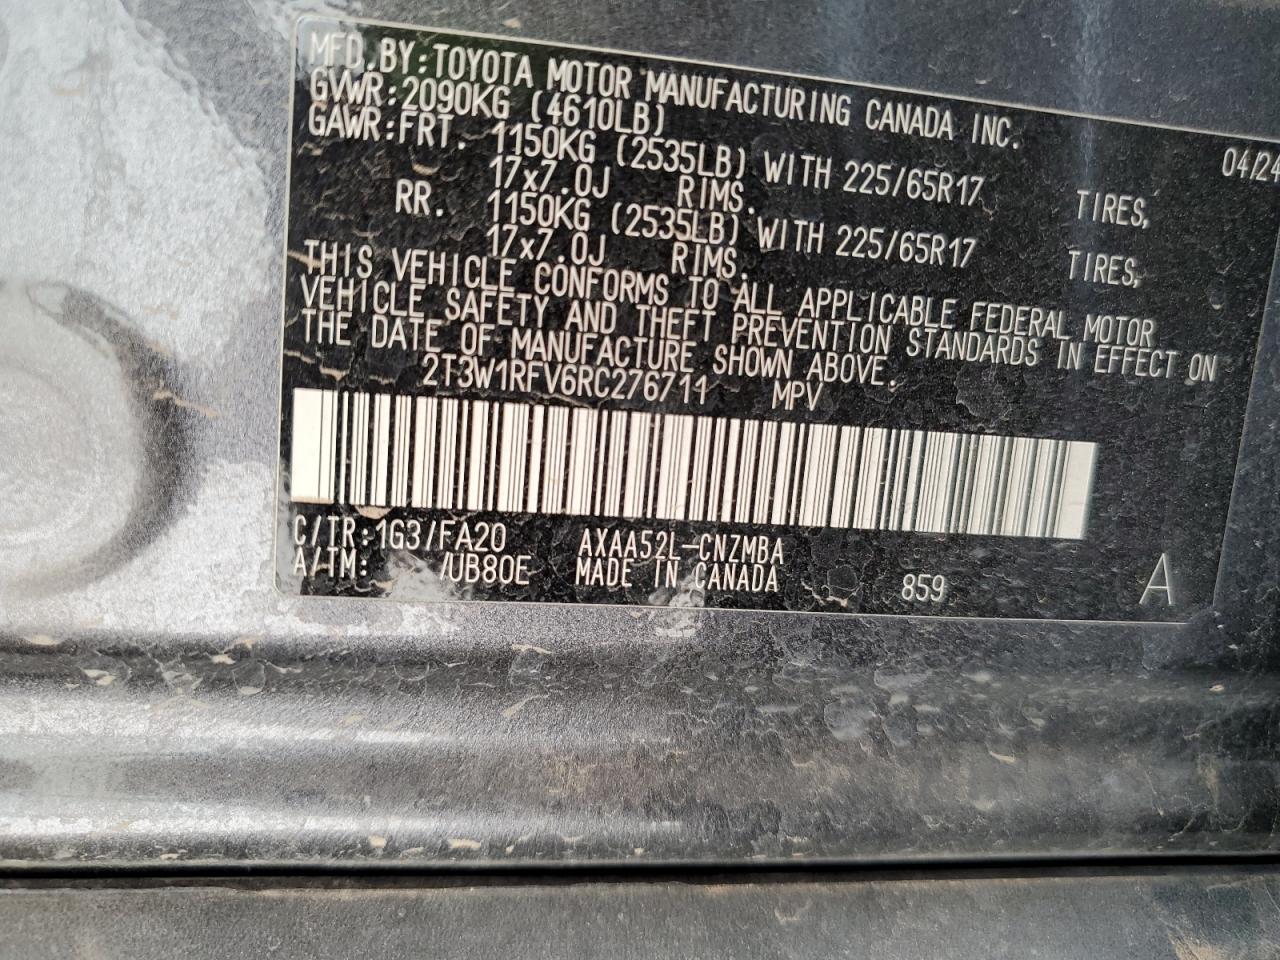 MFD.BY:TOYOTA MOTOR MANUFACTURING CANADA INC.
GVWR:2090KG (4610LB) 04/24
GAWR:FRT. 1150KG (2535LB) WITH 225/65R17 TIRES,
17x7.0J RIMS.
RR. 1150KG (2535LB) WITH 225/65R17 TIRES,
17x7.0J RIMS.
THIS VEHICLE CONFORMS TO ALL APPLICABLE FEDERAL MOTOR
VEHICLE SAFETY AND THEFT PREVENTION STANDARDS IN EFFECT ON
THE DATE OF MANUFACTURE SHOWN ABOVE.
2T3W1RFV6RC276711 MPV
C/TR:1G3/FA20 AXAA52L-CNZMBA
A/TM: /UB80E MADE IN CANADA 859 A